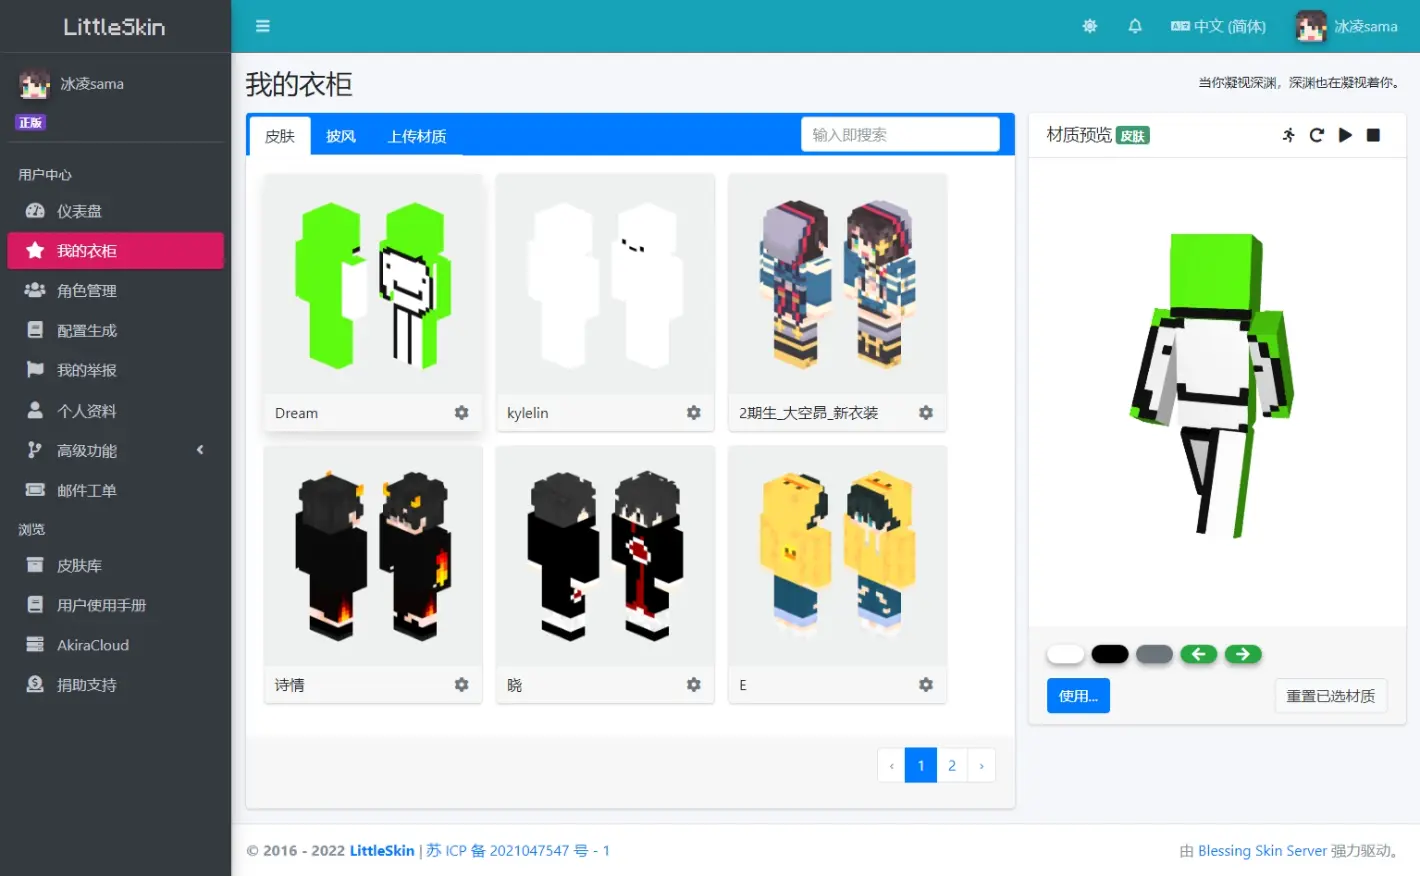 LittleSkin
中文 (简体)
冰凌sama
冰凌sama
正版
用户中心
仪表盘
我的衣柜
角色管理
配置生成
我的举报
个人资料
高级功能
邮件工单
浏览
皮肤库
用户使用手册
AkiraCloud
捐助支持
我的衣柜
当你凝视深渊，深渊也在凝视着你。
皮肤
披风
上传材质
输入即搜索
Dream
kylelin
2期生_大空昴_新衣装
诗情
晓
E
‹ 1 2 ›
材质预览 皮肤
使用...
重置已选材质
© 2016 - 2022 LittleSkin | 苏 ICP 备 2021047547 号 - 1
由 Blessing Skin Server 强力驱动。